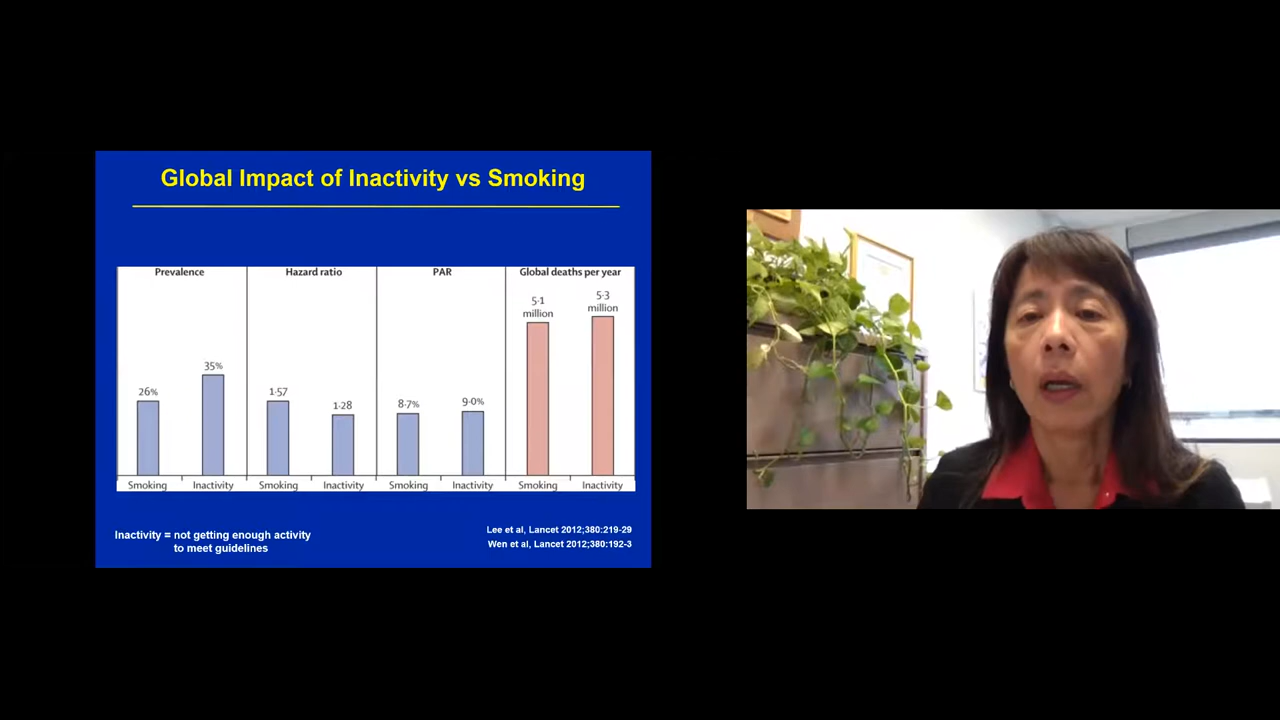 Global Impact of Inactivity vs Smoking
Prevalence
Hazard ratio
PAR
Global deaths per year
26%
35%
1·57
1·28
8·7%
9·0%
5·1
million
5·3
million
Smoking
Inactivity
Smoking
Inactivity
Smoking
Inactivity
Smoking
Inactivity
Inactivity = not getting enough activity
to meet guidelines
Lee et al, Lancet 2012;380:219-29
Wen et al, Lancet 2012;380:192-3